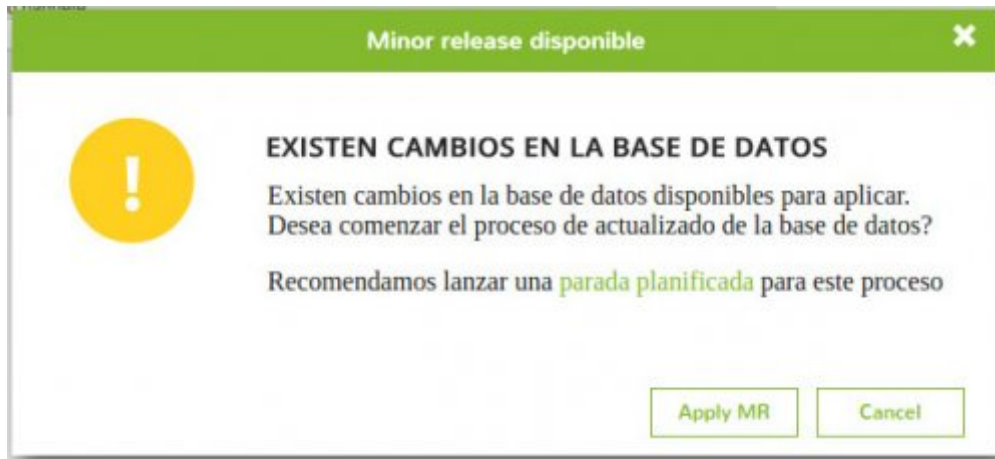 Minor release disponible
EXISTEN CAMBIOS EN LA BASE DE DATOS
Existen cambios en la base de datos disponibles para aplicar.
Desea comenzar el proceso de actualizado de la base de datos?
Recomendamos lanzar una parada planificada para este proceso
Apply MR
Cancel